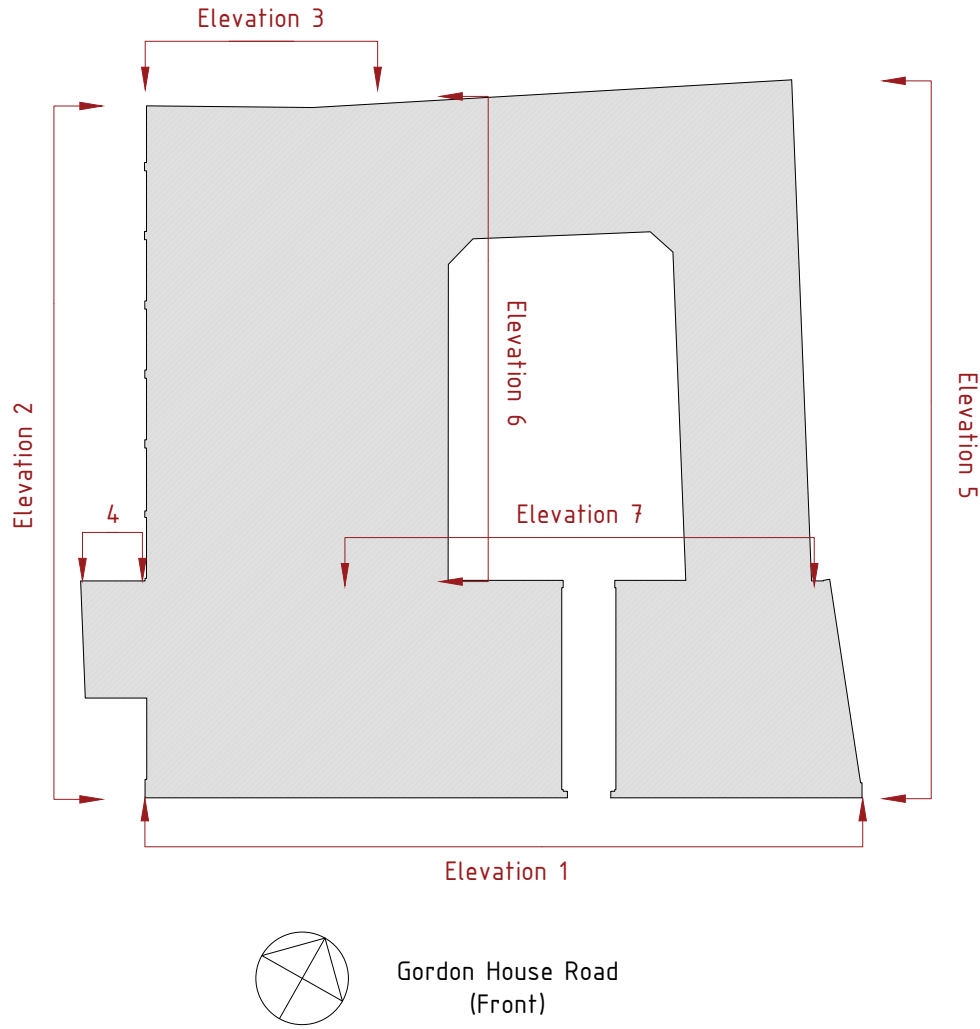 Elevation 3
Elevation 6
Elevation 2
Elevation 5
4
Elevation 7
Elevation 1
Gordon House Road
(Front)